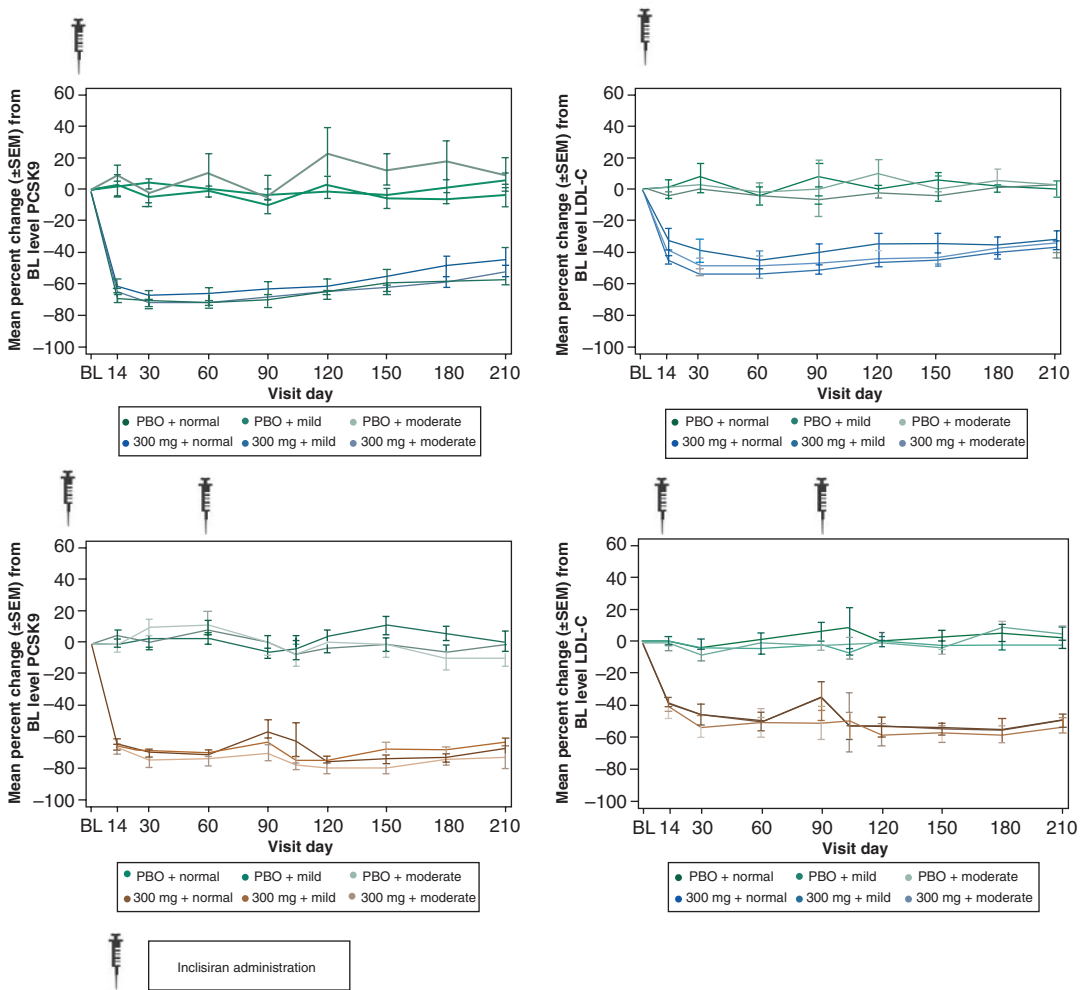 Mean percent change (±SEM) from
BL level PCSK9
60
40
20
0
−20
−40
−60
−80
−100
BL 14 30 60 90 120 150 180 210
Visit day
PBO + normal PBO + mild PBO + moderate
300 mg + normal 300 mg + mild 300 mg + moderate
Mean percent change (±SEM) from
BL level LDL-C
60
40
20
0
−20
−40
−60
−80
−100
BL 14 30 60 90 120 150 180 210
Visit day
PBO + normal PBO + mild PBO + moderate
300 mg + normal 300 mg + mild 300 mg + moderate
Mean percent change (±SEM) from
BL level PCSK9
60
40
20
0
−20
−40
−60
−80
−100
BL 14 30 60 90 120 150 180 210
Visit day
PBO + normal PBO + mild PBO + moderate
300 mg + normal 300 mg + mild 300 mg + moderate
Mean percent change (±SEM) from
BL level LDL-C
60
40
20
0
−20
−40
−60
−80
−100
BL 14 30 60 90 120 150 180 210
Visit day
PBO + normal PBO + mild PBO + moderate
300 mg + normal 300 mg + mild 300 mg + moderate
Inclisiran administration